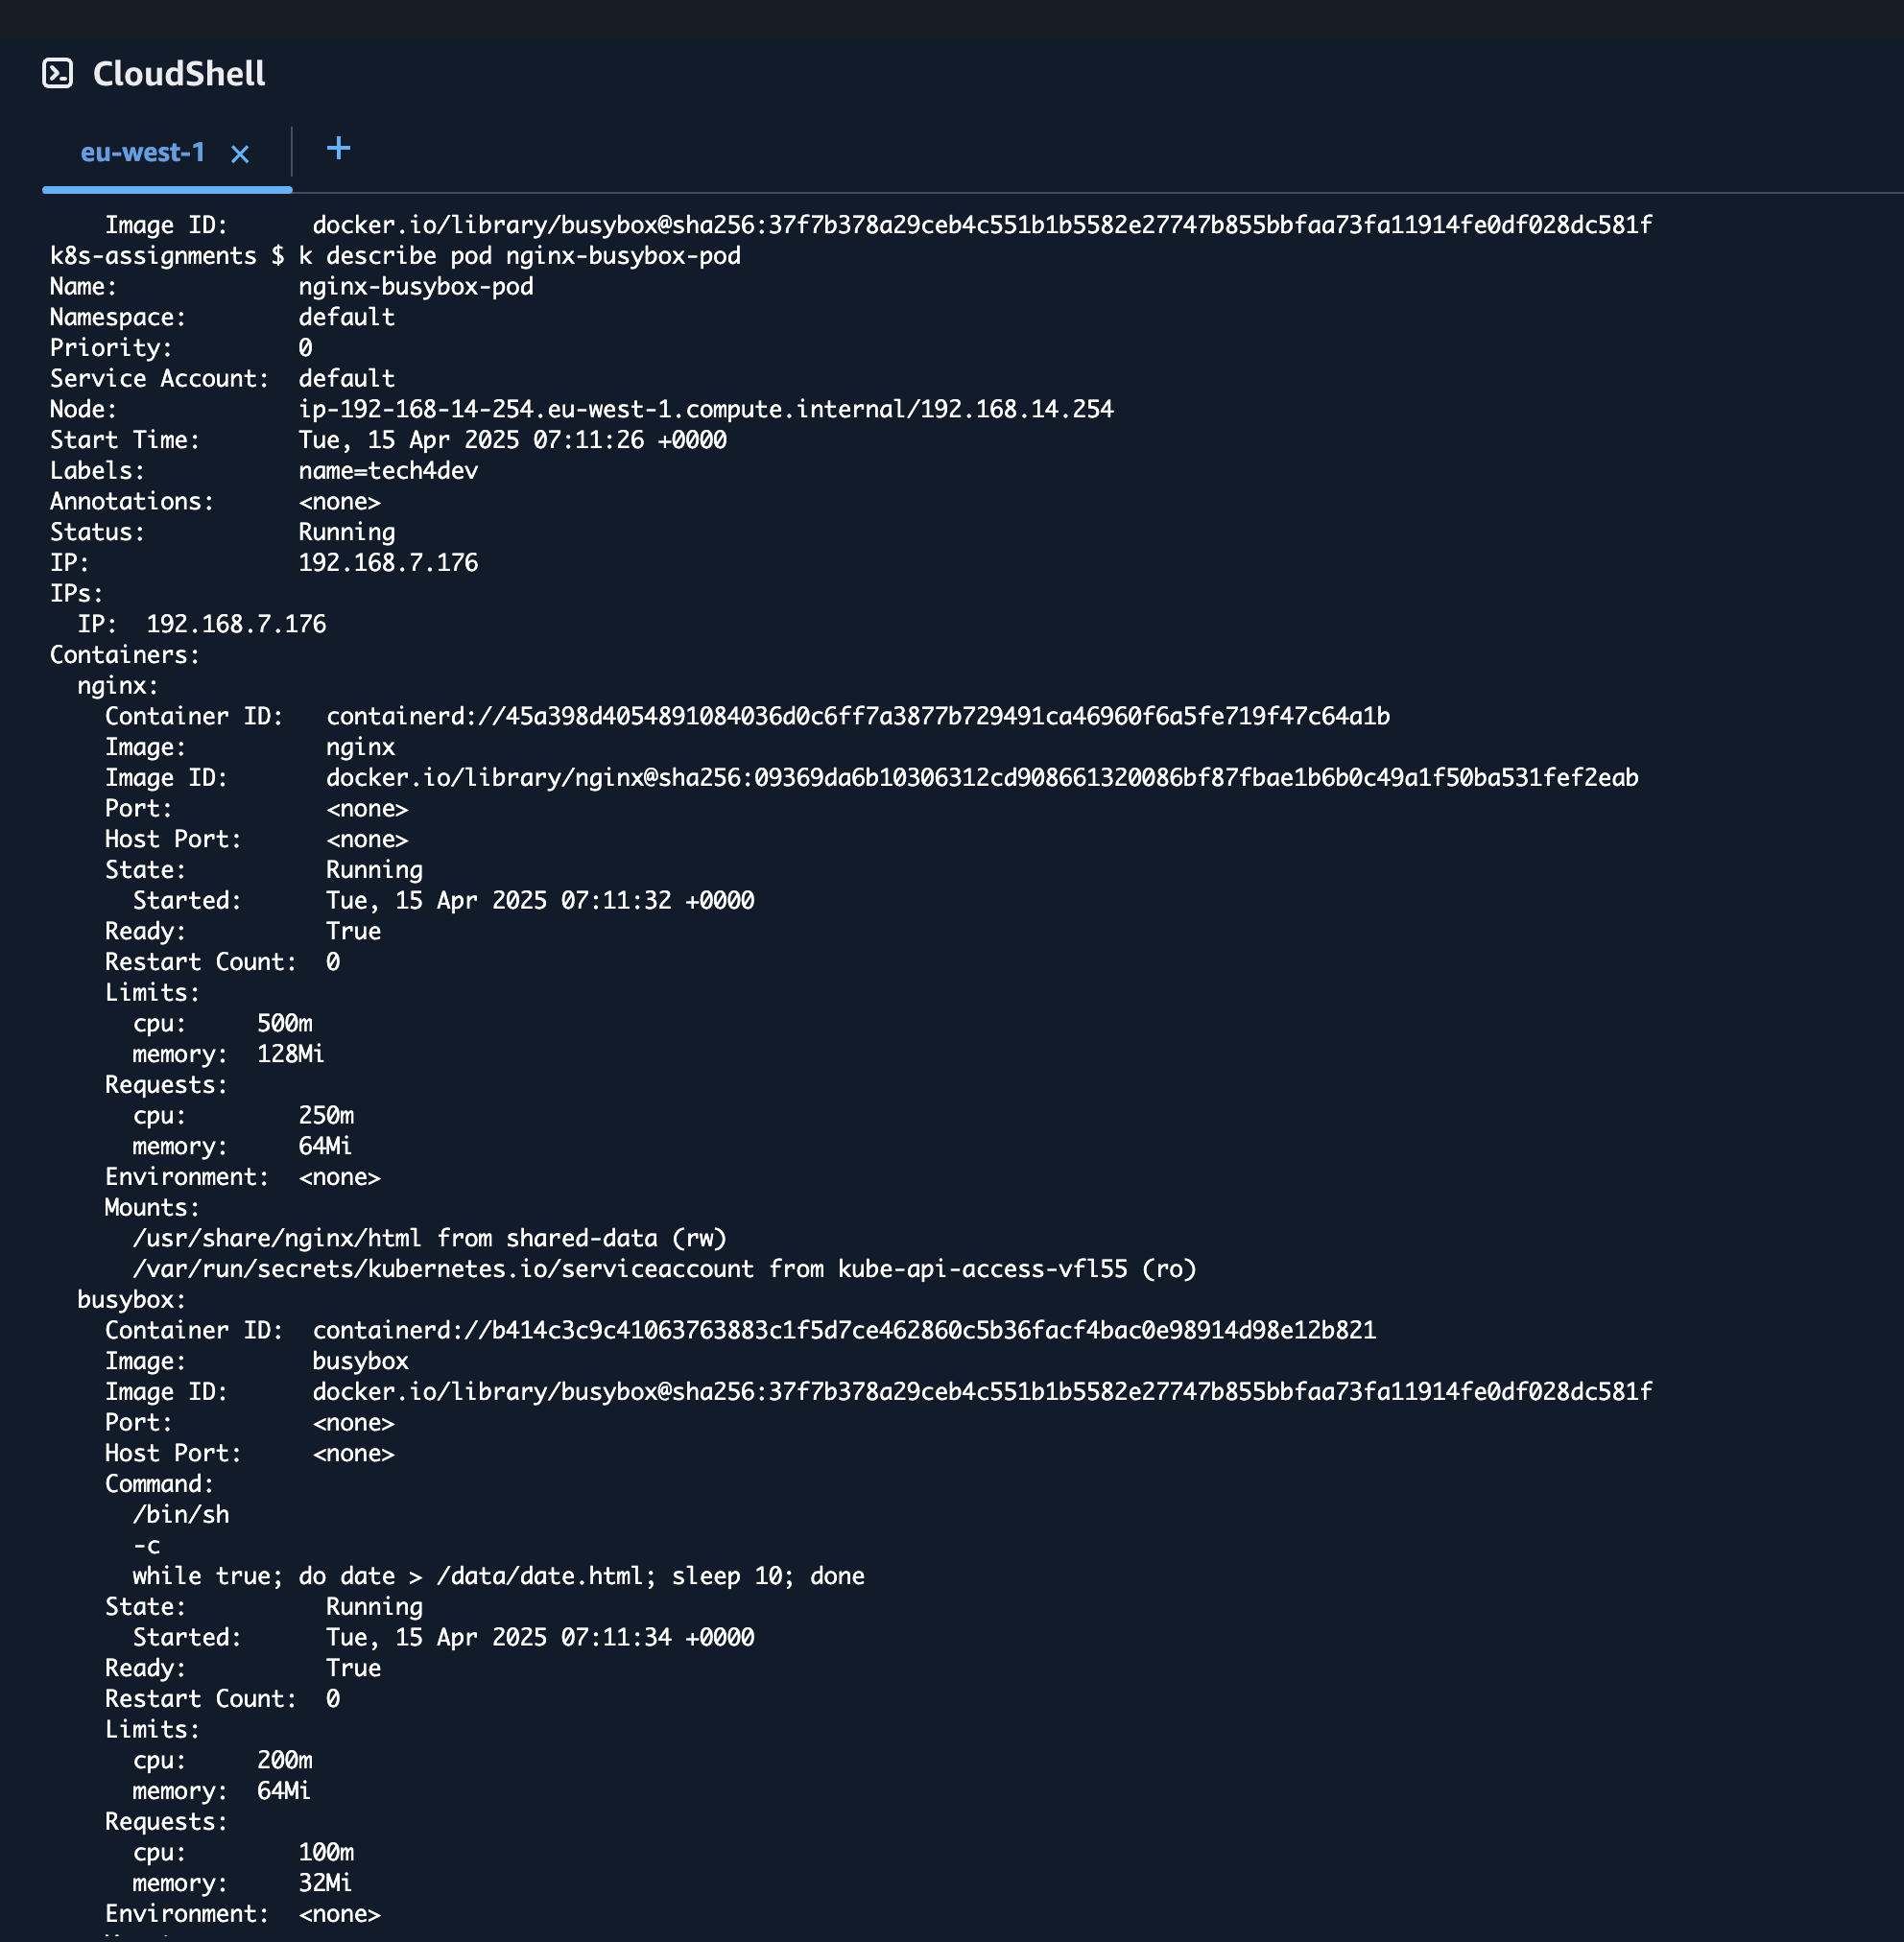 CloudShell
eu-west-1
    Image ID:      docker.io/library/busybox@sha256:37f7b378a29ceb4c551b1b5582e27747b855bbfaa73fa11914fe0df028dc581f
k8s-assignments $ k describe pod nginx-busybox-pod
Name:             nginx-busybox-pod
Namespace:        default
Priority:         0
Service Account:  default
Node:             ip-192-168-14-254.eu-west-1.compute.internal/192.168.14.254
Start Time:       Tue, 15 Apr 2025 07:11:26 +0000
Labels:           name=tech4dev
Annotations:      <none>
Status:           Running
IP:               192.168.7.176
IPs:
  IP:  192.168.7.176
Containers:
  nginx:
    Container ID:   containerd://45a398d4054891084036d0c6ff7a3877b729491ca46960f6a5fe719f47c64a1b
    Image:          nginx
    Image ID:       docker.io/library/nginx@sha256:09369da6b10306312cd908661320086bf87fbae1b6b0c49a1f50ba531fef2eab
    Port:           <none>
    Host Port:      <none>
    State:          Running
      Started:      Tue, 15 Apr 2025 07:11:32 +0000
    Ready:          True
    Restart Count:  0
    Limits:
      cpu:     500m
      memory:  128Mi
    Requests:
      cpu:        250m
      memory:     64Mi
    Environment:  <none>
    Mounts:
      /usr/share/nginx/html from shared-data (rw)
      /var/run/secrets/kubernetes.io/serviceaccount from kube-api-access-vfl55 (ro)
  busybox:
    Container ID:  containerd://b414c3c9c41063763883c1f5d7ce462860c5b36facf4bac0e98914d98e12b821
    Image:         busybox
    Image ID:      docker.io/library/busybox@sha256:37f7b378a29ceb4c551b1b5582e27747b855bbfaa73fa11914fe0df028dc581f
    Port:          <none>
    Host Port:     <none>
    Command:
      /bin/sh
      -c
      while true; do date > /data/date.html; sleep 10; done
    State:          Running
      Started:      Tue, 15 Apr 2025 07:11:34 +0000
    Ready:          True
    Restart Count:  0
    Limits:
      cpu:     200m
      memory:  64Mi
    Requests:
      cpu:        100m
      memory:     32Mi
    Environment:  <none>